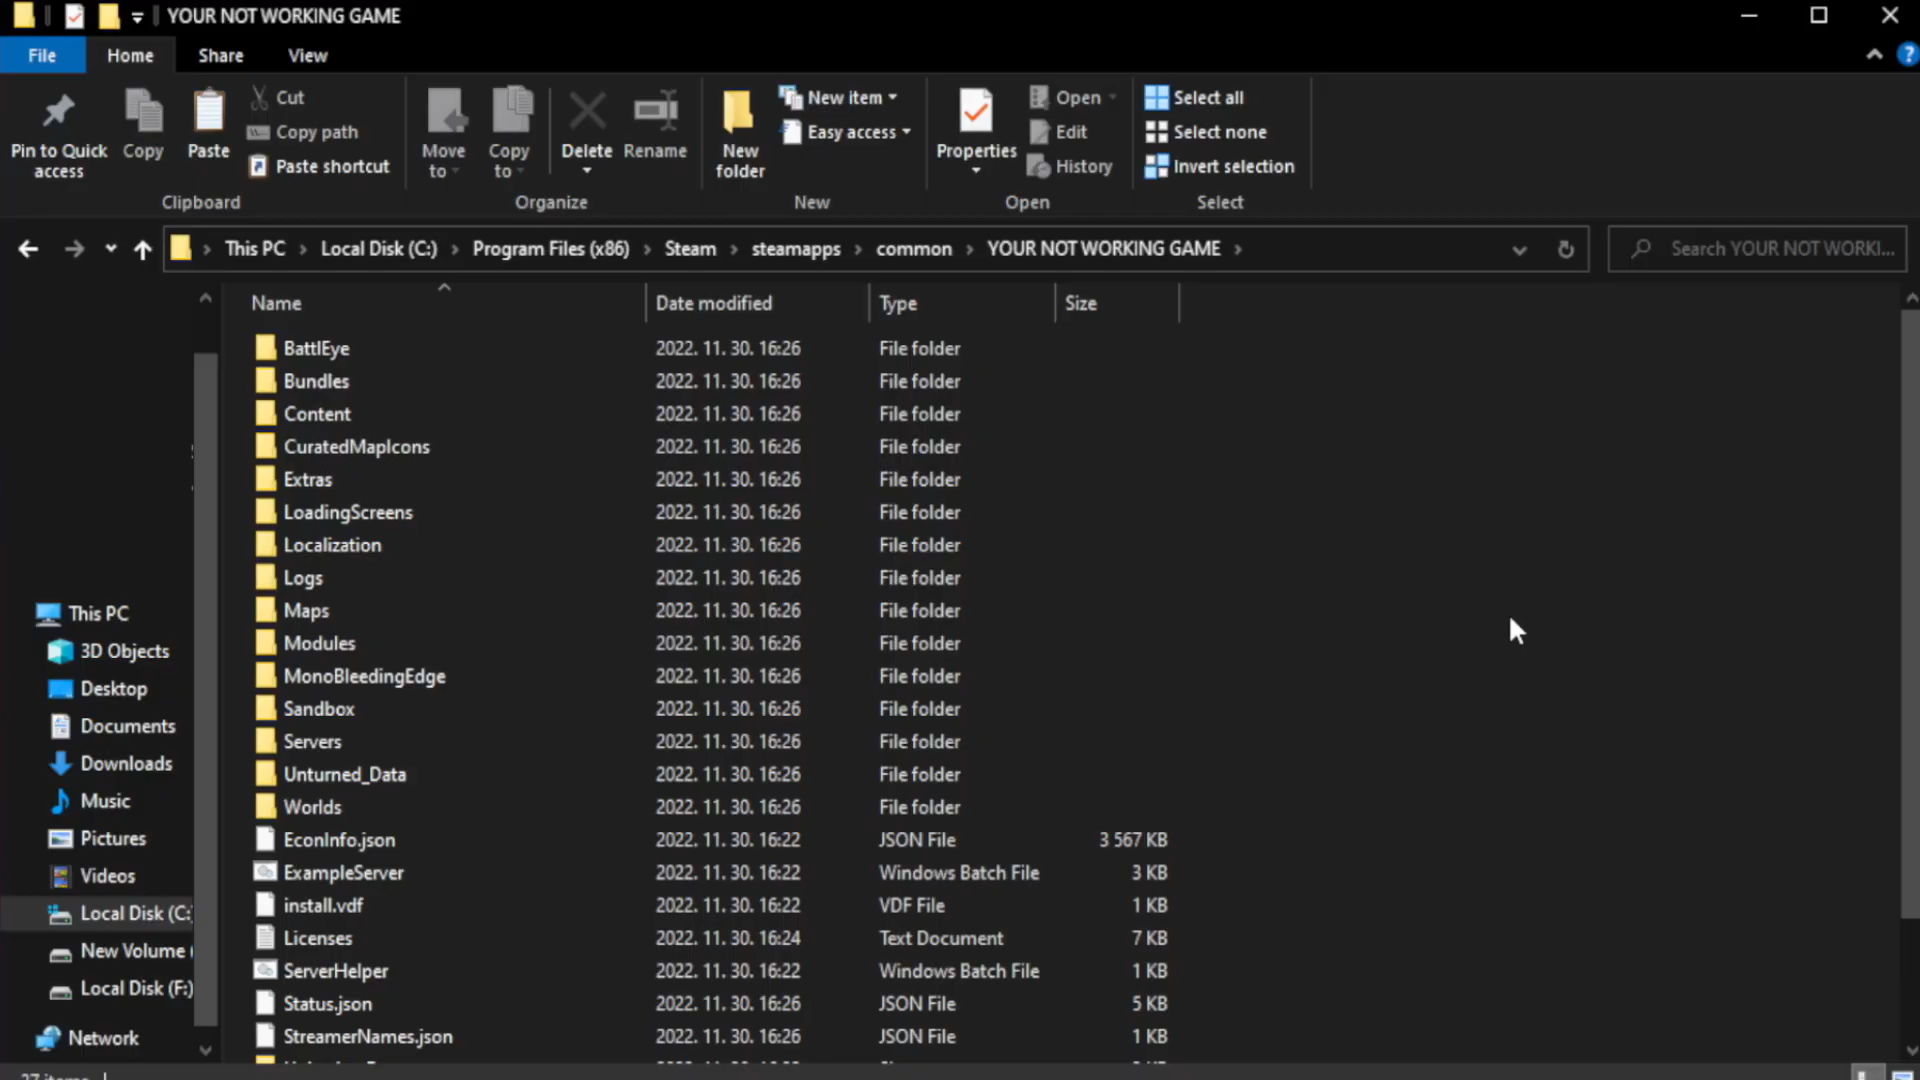 YOUR NOT WORKING GAME
File Home Share View
Pin to Quick access
Copy
Paste
Cut
Copy path
Paste shortcut
Clipboard
Move to
Copy to
Delete
Rename
Organize
New folder
New item
Easy access
New
Properties
Open
Edit
History
Open
Select all
Select none
Invert selection
Select
This PC Local Disk (C:) Program Files (x86) Steam steamapps common YOUR NOT WORKING GAME
Search YOUR NOT WORKI...
Name Date modified Type Size
BattlEye 2022. 11. 30. 16:26 File folder
Bundles 2022. 11. 30. 16:26 File folder
Content 2022. 11. 30. 16:26 File folder
CuratedMapIcons 2022. 11. 30. 16:26 File folder
Extras 2022. 11. 30. 16:26 File folder
LoadingScreens 2022. 11. 30. 16:26 File folder
Localization 2022. 11. 30. 16:26 File folder
Logs 2022. 11. 30. 16:26 File folder
Maps 2022. 11. 30. 16:26 File folder
Modules 2022. 11. 30. 16:26 File folder
MonoBleedingEdge 2022. 11. 30. 16:26 File folder
Sandbox 2022. 11. 30. 16:26 File folder
Servers 2022. 11. 30. 16:26 File folder
Unturned_Data 2022. 11. 30. 16:26 File folder
Worlds 2022. 11. 30. 16:26 File folder
EconInfo.json 2022. 11. 30. 16:22 JSON File 3 567 KB
ExampleServer 2022. 11. 30. 16:22 Windows Batch File 3 KB
install.vdf 2022. 11. 30. 16:22 VDF File 1 KB
Licenses 2022. 11. 30. 16:24 Text Document 7 KB
ServerHelper 2022. 11. 30. 16:22 Windows Batch File 1 KB
Status.json 2022. 11. 30. 16:26 JSON File 5 KB
StreamerNames.json 2022. 11. 30. 16:26 JSON File 1 KB
This PC
3D Objects
Desktop
Documents
Downloads
Music
Pictures
Videos
Local Disk (C:
New Volume (
Local Disk (F:)
Network